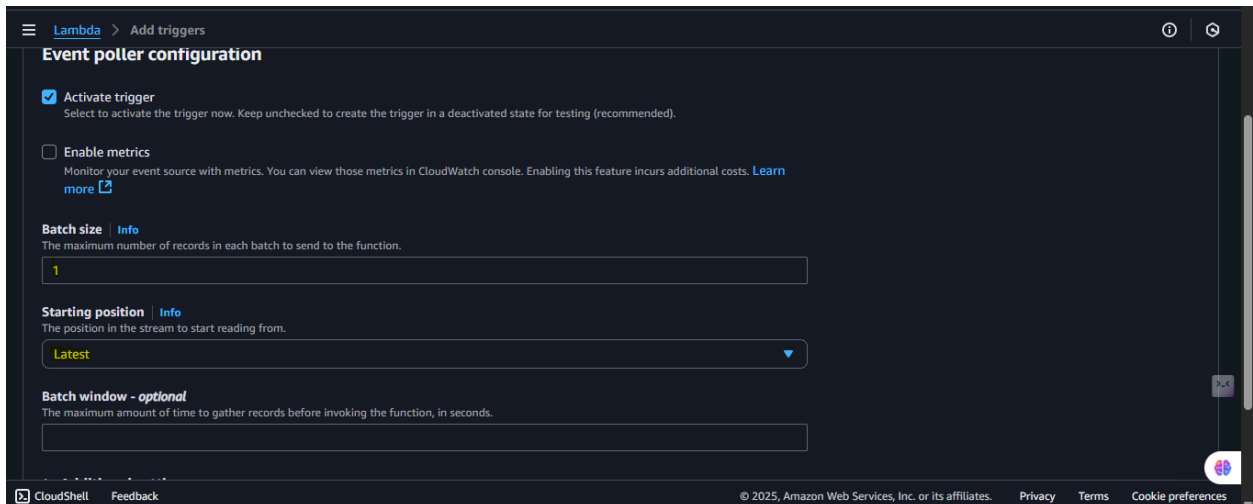 Lambda > Add triggers
Event poller configuration
Activate trigger
Select to activate the trigger now. Keep unchecked to create the trigger in a deactivated state for testing (recommended).
Enable metrics
Monitor your event source with metrics. You can view those metrics in CloudWatch console. Enabling this feature incurs additional costs. Learn
more
Batch size | Info
The maximum number of records in each batch to send to the function.
1
Starting position | Info
The position in the stream to start reading from.
Latest
Batch window - optional
The maximum amount of time to gather records before invoking the function, in seconds.
CloudShell Feedback © 2025, Amazon Web Services, Inc. or its affiliates. Privacy Terms Cookie preferences